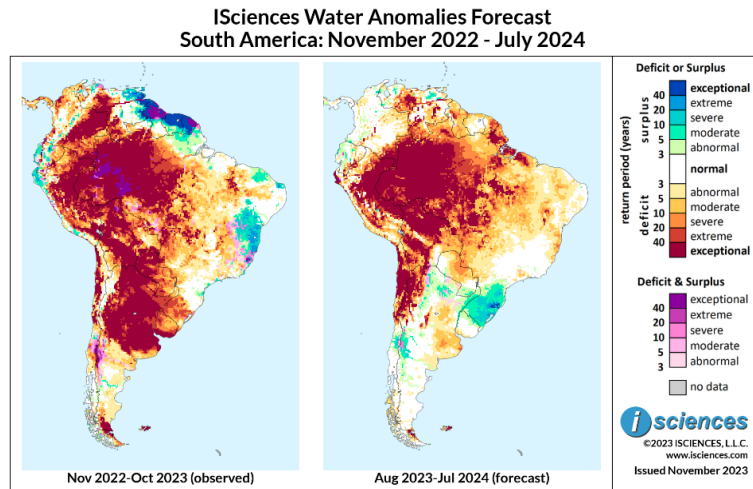 ISciences Water Anomalies Forecast
South America: November 2022 - July 2024
Deficit or Surplus
return period (years)
surplus
deficit
exceptional
40
extreme
20
severe
10
moderate
5
abnormal
3
normal
3
abnormal
5
moderate
10
severe
20
extreme
40
exceptional
Deficit & Surplus
exceptional
40
extreme
20
severe
10
moderate
5
abnormal
3
no data
i sciences
©2023 ISCIENCES, L.L.C.
www.isciences.com
Issued November 2023
Nov 2022-Oct 2023 (observed)
Aug 2023-Jul 2024 (forecast)